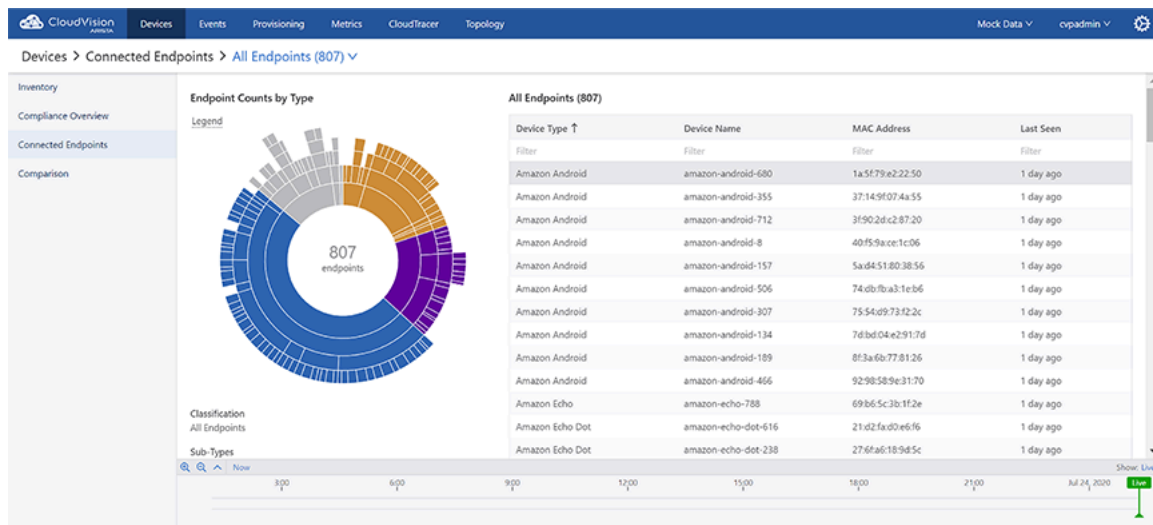 CloudVision
ARISTA
Devices Events Provisioning Metrics CloudTracer Topology Mock Data cvpadmin
Devices > Connected Endpoints > All Endpoints (807)
Inventory
Compliance Overview
Connected Endpoints
Comparison
Endpoint Counts by Type
Legend
807
endpoints
Classification
All Endpoints
Sub-Types
All Endpoints (807)
Device Type ↑ Device Name MAC Address Last Seen
Filter Filter Filter Filter
Amazon Android amazon-android-680 1a:5f:79:e2:22:50 1 day ago
Amazon Android amazon-android-355 37:14:9f:07:4a:55 1 day ago
Amazon Android amazon-android-712 3f:90:2d:c2:87:20 1 day ago
Amazon Android amazon-android-8 40:f5:9a:ce:1c:06 1 day ago
Amazon Android amazon-android-157 5a:d4:51:80:38:56 1 day ago
Amazon Android amazon-android-506 74:db:fb:a3:1e:b6 1 day ago
Amazon Android amazon-android-307 75:54:d9:73:f2:2c 1 day ago
Amazon Android amazon-android-134 7d:bd:04:e2:91:7d 1 day ago
Amazon Android amazon-android-189 8f:3a:6b:77:81:26 1 day ago
Amazon Android amazon-android-466 92:98:58:9e:31:70 1 day ago
Amazon Echo amazon-echo-788 69:b6:5c:3b:1f:2e 1 day ago
Amazon Echo Dot amazon-echo-dot-616 21:d2:fa:d0:e6:f6 1 day ago
Amazon Echo Dot amazon-echo-dot-238 27:6f:a6:18:9d:5c 1 day ago
Now Show: Live
3:00 6:00 9:00 12:00 15:00 18:00 21:00 Jul 24, 2020 Live